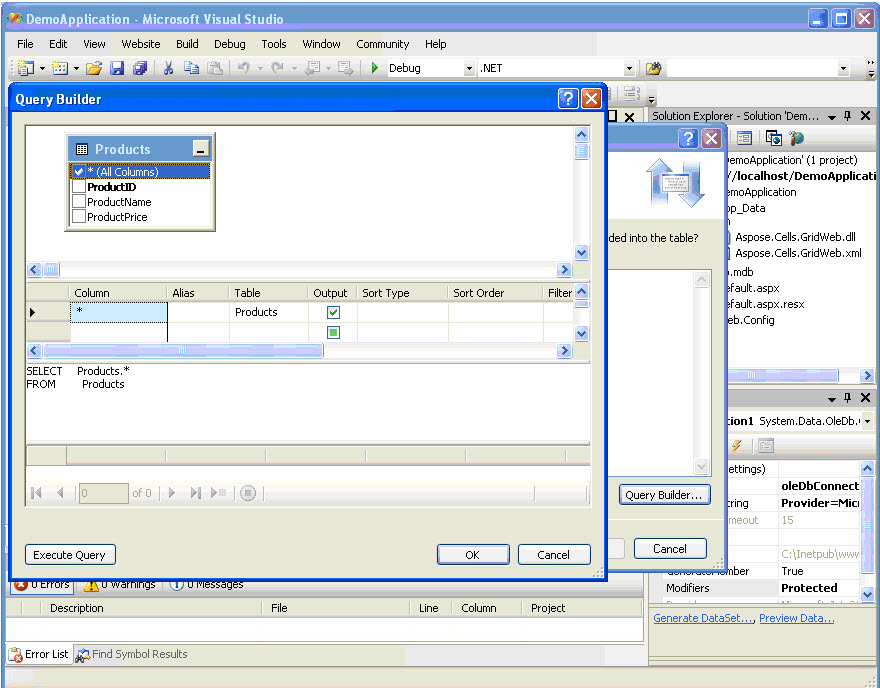 DemoApplication - Microsoft Visual Studio
File Edit View Website Build Debug Tools Window Community Help
Debug .NET
Query Builder
Solution Explorer - Solution 'Dem...
Products
* (All Columns)
ProductID
ProductName
ProductPrice
DemoApplication' (1 project)
//localhost/DemoApplicati
emoApplication
pp_Data
Aspose.Cells.GridWeb.dll
Aspose.Cells.GridWeb.xml
.mdb
efault.aspx
efault.aspx.resx
eb.Config
ded into the table?
Column Alias Table Output Sort Type Sort Order Filter
* Products
SELECT Products.*
FROM Products
tion1 System.Data.OleDb.
ettings)
oleDbConnect
tring Provider=Micr
meout 15
C:\Inetpub\www
GenerateMember True
Modifiers Protected
0 of 0
Query Builder...
Execute Query OK Cancel
Cancel
0 Errors 0 Warnings 0 Messages
Description File Line Column Project
Generate DataSet..., Preview Data...
Error List Find Symbol Results